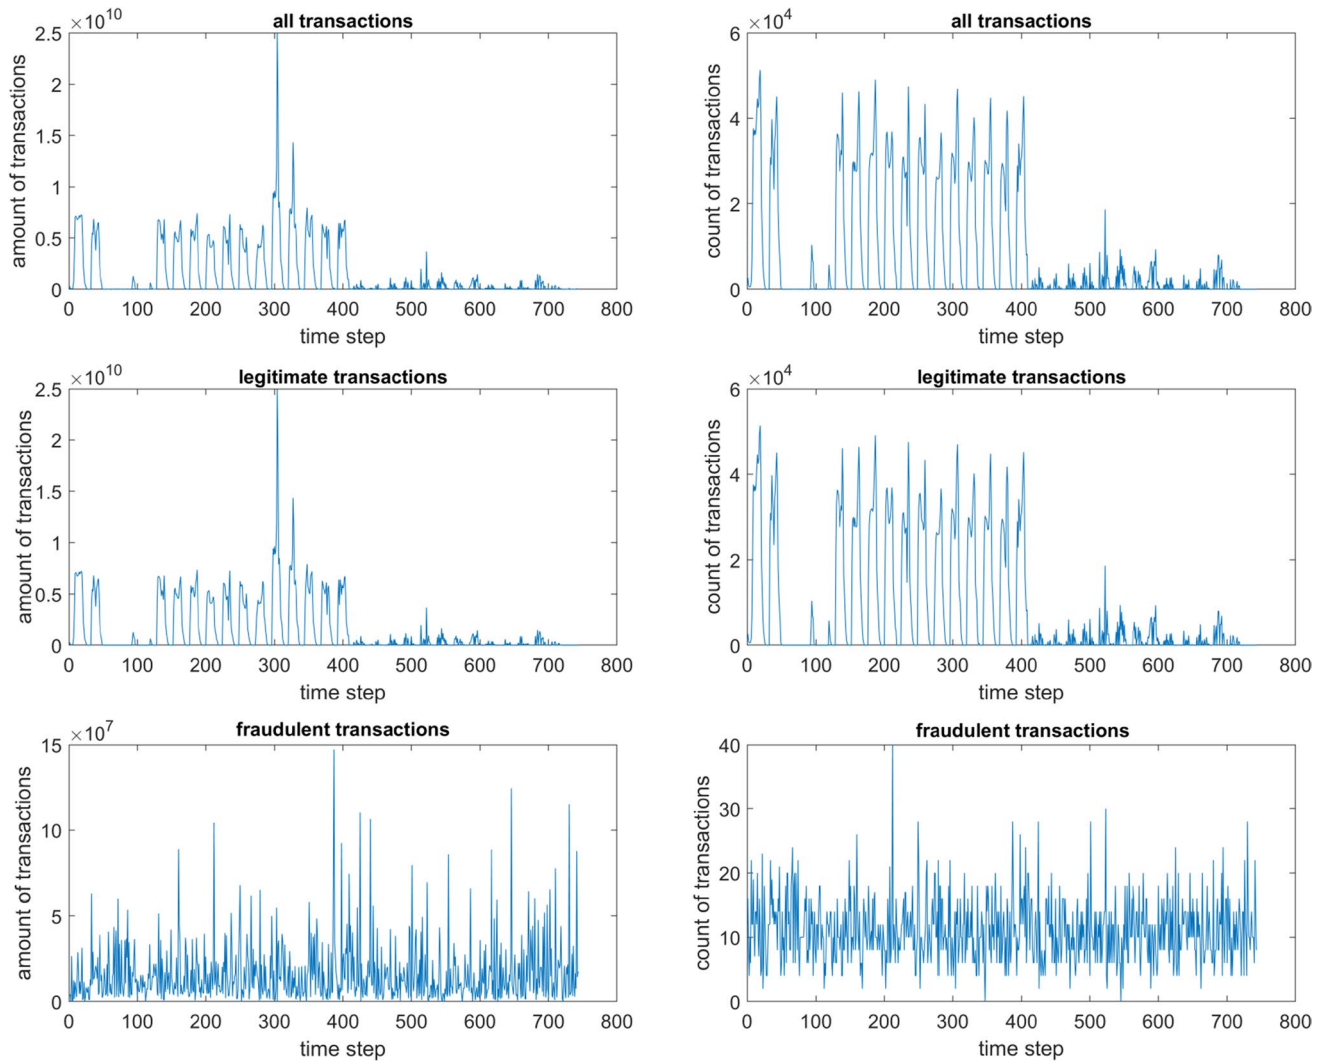 all transactions
×10^10
2.5
2
1.5
1
0.5
0
0 100 200 300 400 500 600 700 800
amount of transactions
time step
all transactions
×10^4
6
4
2
0
0 100 200 300 400 500 600 700 800
count of transactions
time step
legitimate transactions
×10^10
2.5
2
1.5
1
0.5
0
0 100 200 300 400 500 600 700 800
amount of transactions
time step
legitimate transactions
×10^4
6
4
2
0
0 100 200 300 400 500 600 700 800
count of transactions
time step
fraudulent transactions
×10^7
15
10
5
0
0 100 200 300 400 500 600 700 800
amount of transactions
time step
fraudulent transactions
40
30
20
10
0
0 100 200 300 400 500 600 700 800
count of transactions
time step